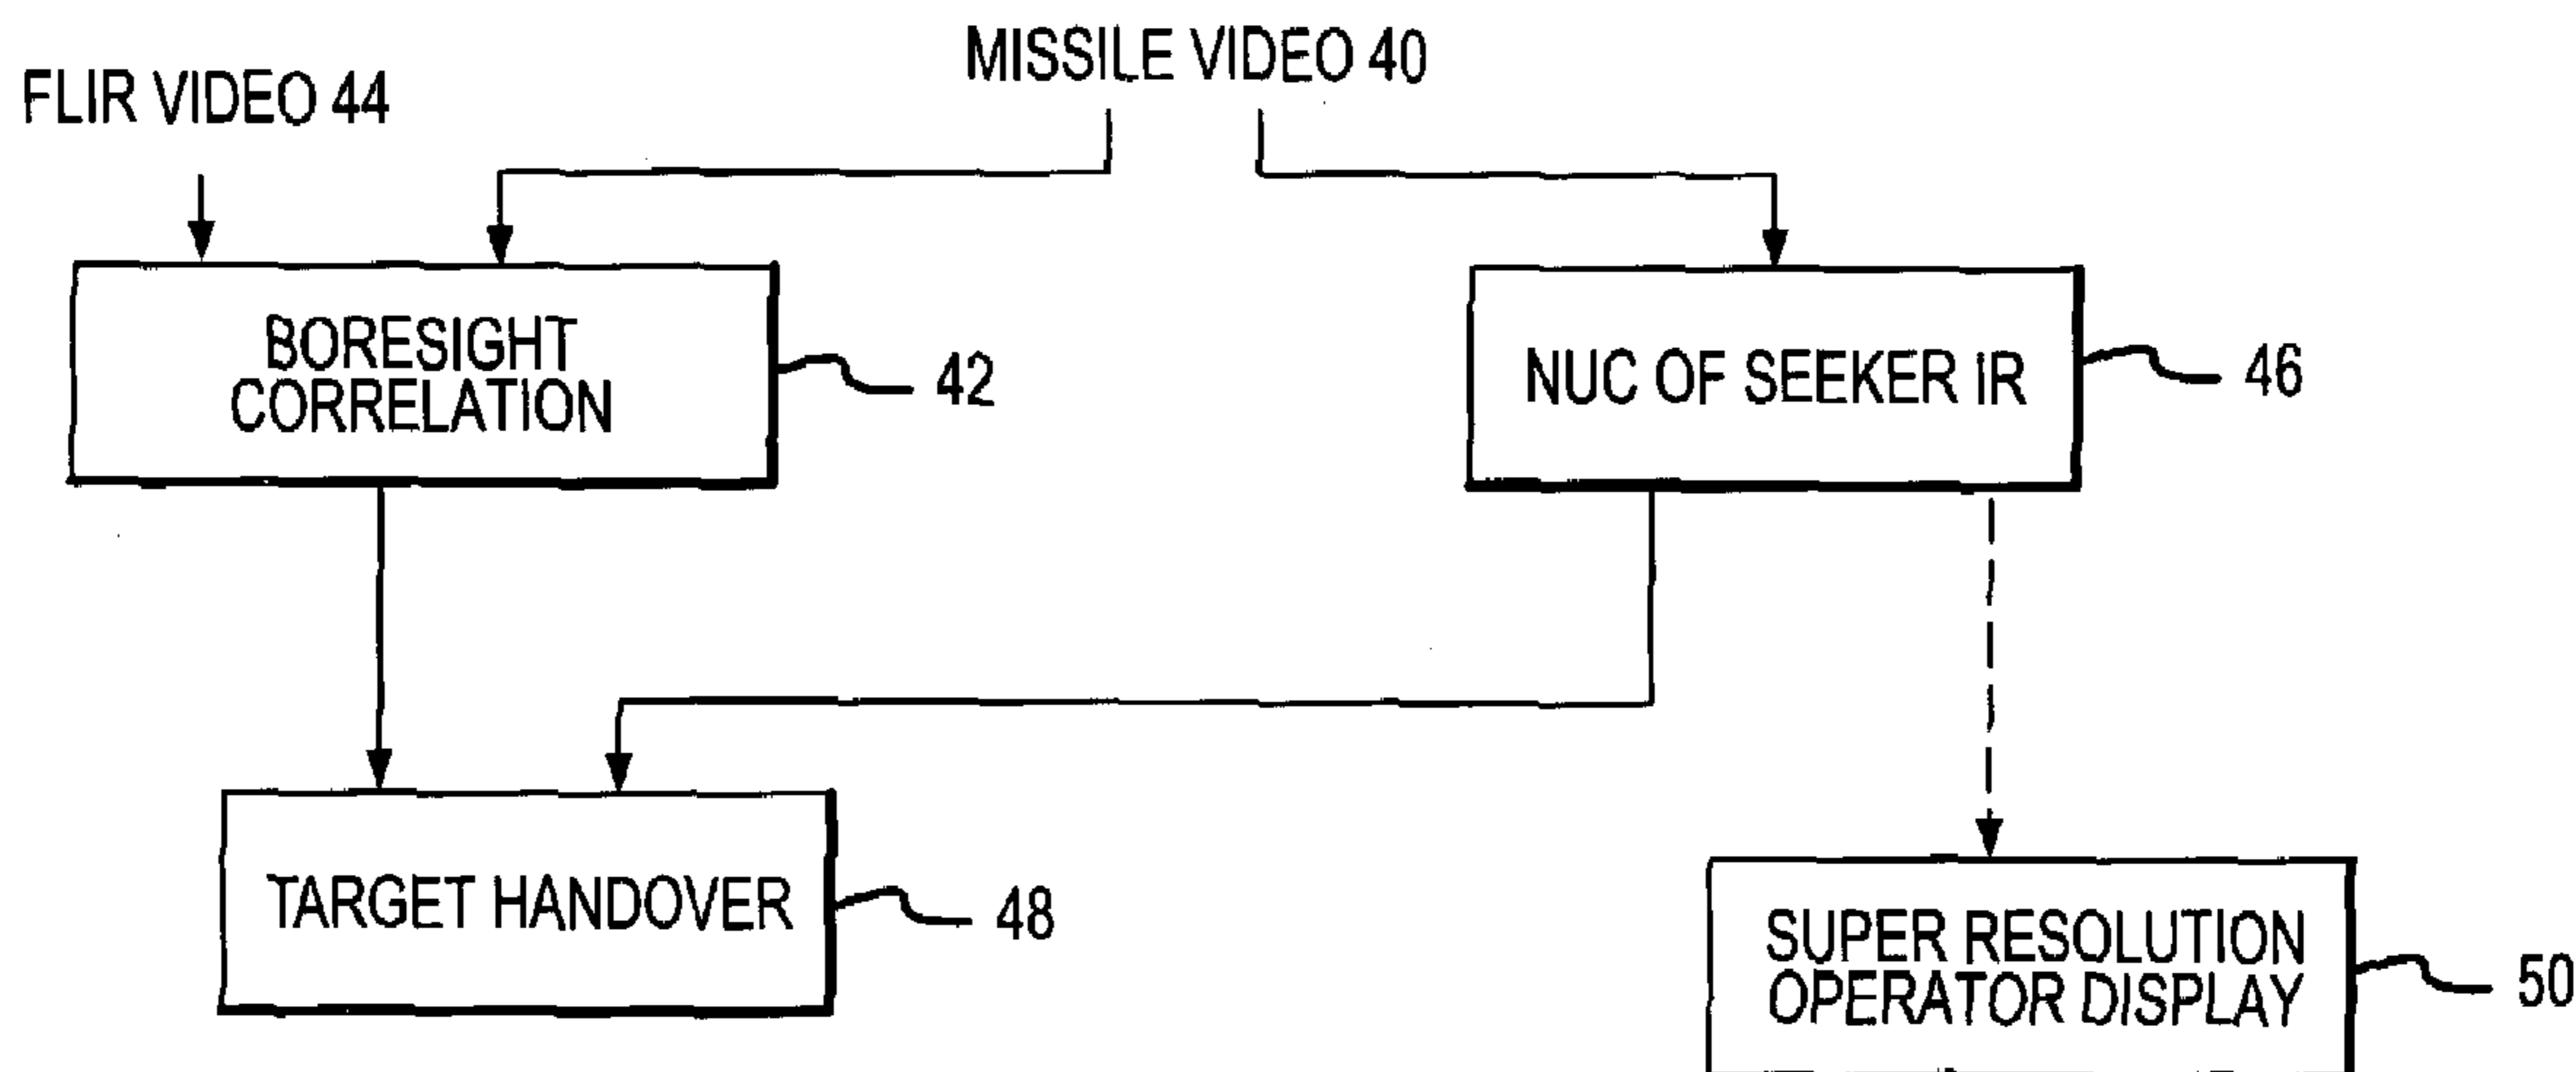 MISSILE VIDEO 40
FLIR VIDEO 44
BORESIGHT
CORRELATION
42
NUC OF SEEKER IR
46
TARGET HANDOVER
48
SUPER RESOLUTION
OPERATOR DISPLAY
50